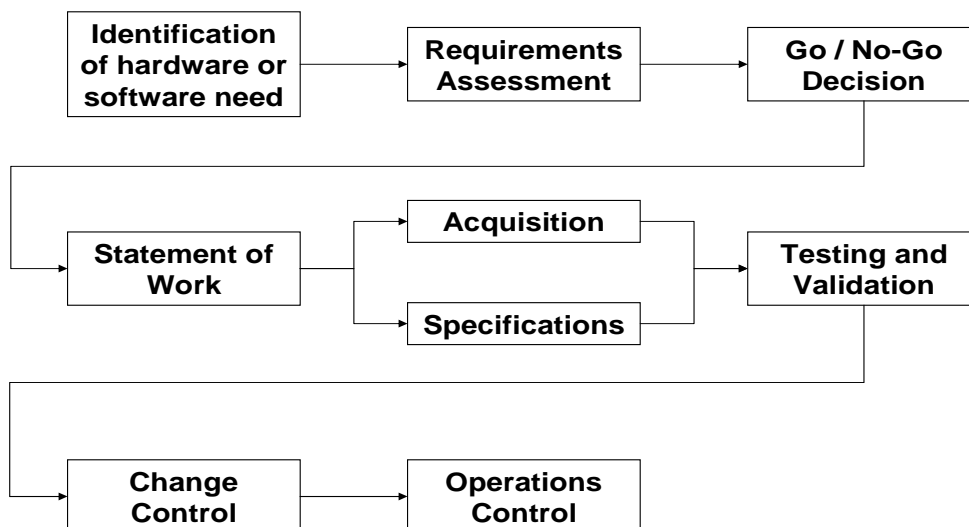 Identification
of hardware or
software need
Requirements
Assessment
Go / No-Go
Decision
Statement of
Work
Acquisition
Specifications
Testing and
Validation
Change
Control
Operations
Control